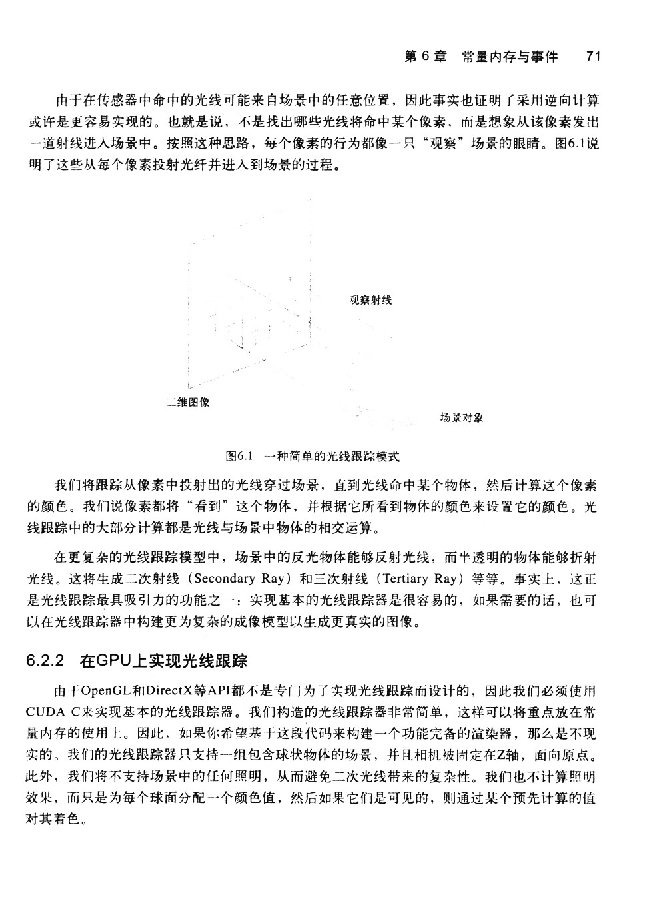 第6章 常量内存与事件 71
由于在传感器中命中的光线可能来自场景中的任意位置，因此事实也证明了采用逆向计算
或许是更容易实现的。也就是说，不是找出哪些光线将命中某个像素，而是想象从该像素发出
一道射线进入场景中。按照这种思路，每个像素的行为都像一只“观察”场景的眼睛。图6.1说
明了这些从每个像素投射光纤并进入到场景的过程。
观察射线
二维图像
场景对象
图6.1 一种简单的光线跟踪模式
我们将跟踪从像素中投射出的光线穿过场景，直到光线命中某个物体，然后计算这个像素
的颜色。我们说像素都将“看到”这个物体，并根据它所看到物体的颜色来设置它的颜色。光
线跟踪中的大部分计算都是光线与场景中物体的相交运算。
在更复杂的光线跟踪模型中，场景中的反光物体能够反射光线，而半透明的物体能够折射
光线。这将生成二次射线（Secondary Ray）和三次射线（Tertiary Ray）等等。事实上，这正
是光线跟踪最具吸引力的功能之一：实现基本的光线跟踪器是很容易的，如果需要的话，也可
以在光线跟踪器中构建更为复杂的成像模型以生成更真实的图像。
6.2.2 在GPU上实现光线跟踪
由于OpenGL和DirectX等API都不是专门为了实现光线跟踪而设计的，因此我们必须使用
CUDA C来实现基本的光线跟踪器。我们构造的光线跟踪器非常简单，这样可以将重点放在常
量内存的使用上。因此，如果你希望基于这段代码来构建一个功能完备的渲染器，那么是不现
实的。我们的光线跟踪器只支持一组包含球状物体的场景，并且相机被固定在Z轴，面向原点。
此外，我们将不支持场景中的任何照明，从而避免二次光线带来的复杂性。我们也不计算照明
效果，而只是为每个球面分配一个颜色值，然后如果它们是可见的，则通过某个预先计算的值
对其着色。